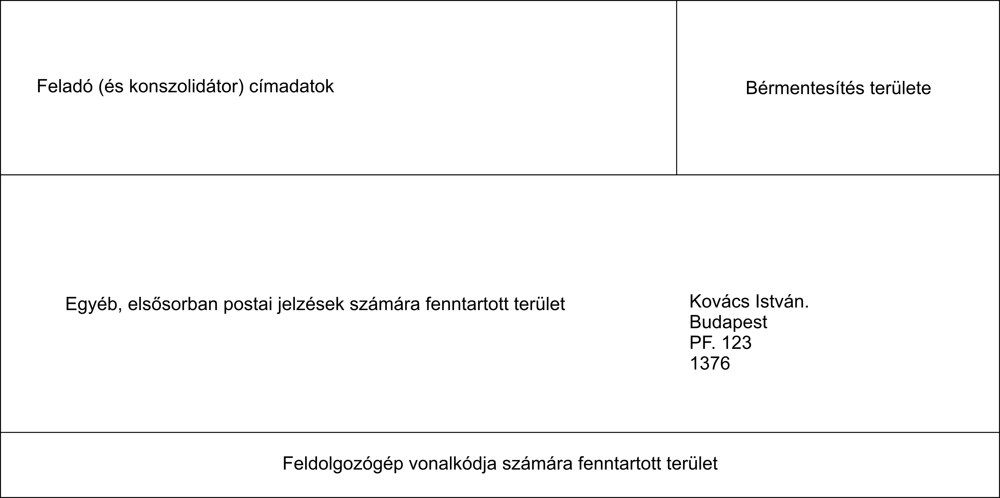 Feladó (és konszolidátor) címadatok
Bérmentesítés területe
Egyéb, elsősorban postai jelzések számára fenntartott terület
Kovács István.
Budapest
PF. 123
1376
Feldolgozógép vonalkódja számára fenntartott terület